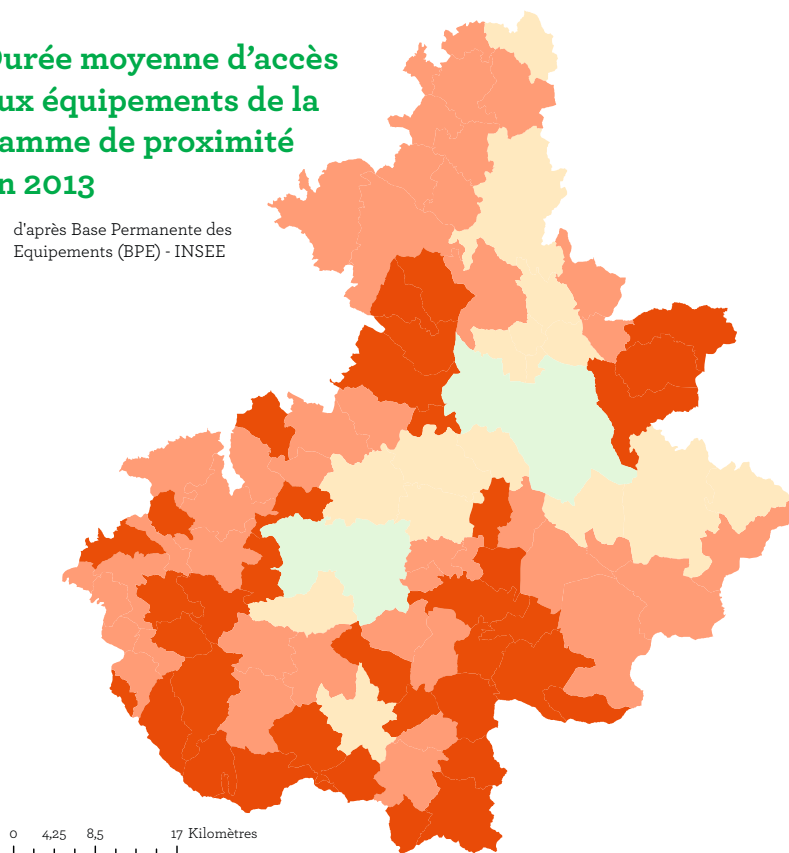 urée moyenne d'accès
ux équipements de la
amme de proximité
n 2013
d'après Base Permanente des
Equipements (BPE) - INSEE
0 4,25 8,5 17 Kilomètres